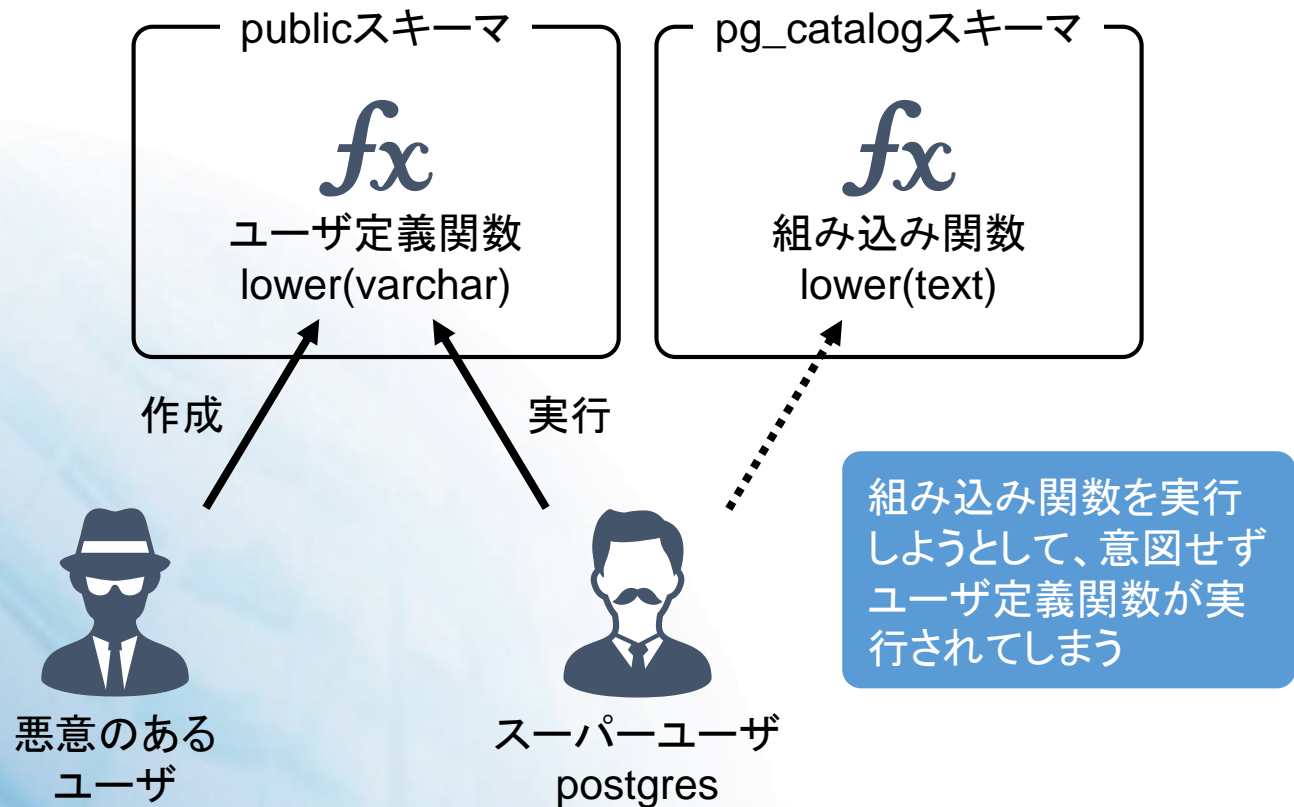 publicスキーマ
pg_catalogスキーマ
fx
ユーザ定義関数
lower(varchar)
fx
組み込み関数
lower(text)
作成
実行
組み込み関数を実行
しようとして、意図せず
ユーザ定義関数が実
行されてしまう
悪意のある
ユーザ
スーパーユーザ
postgres